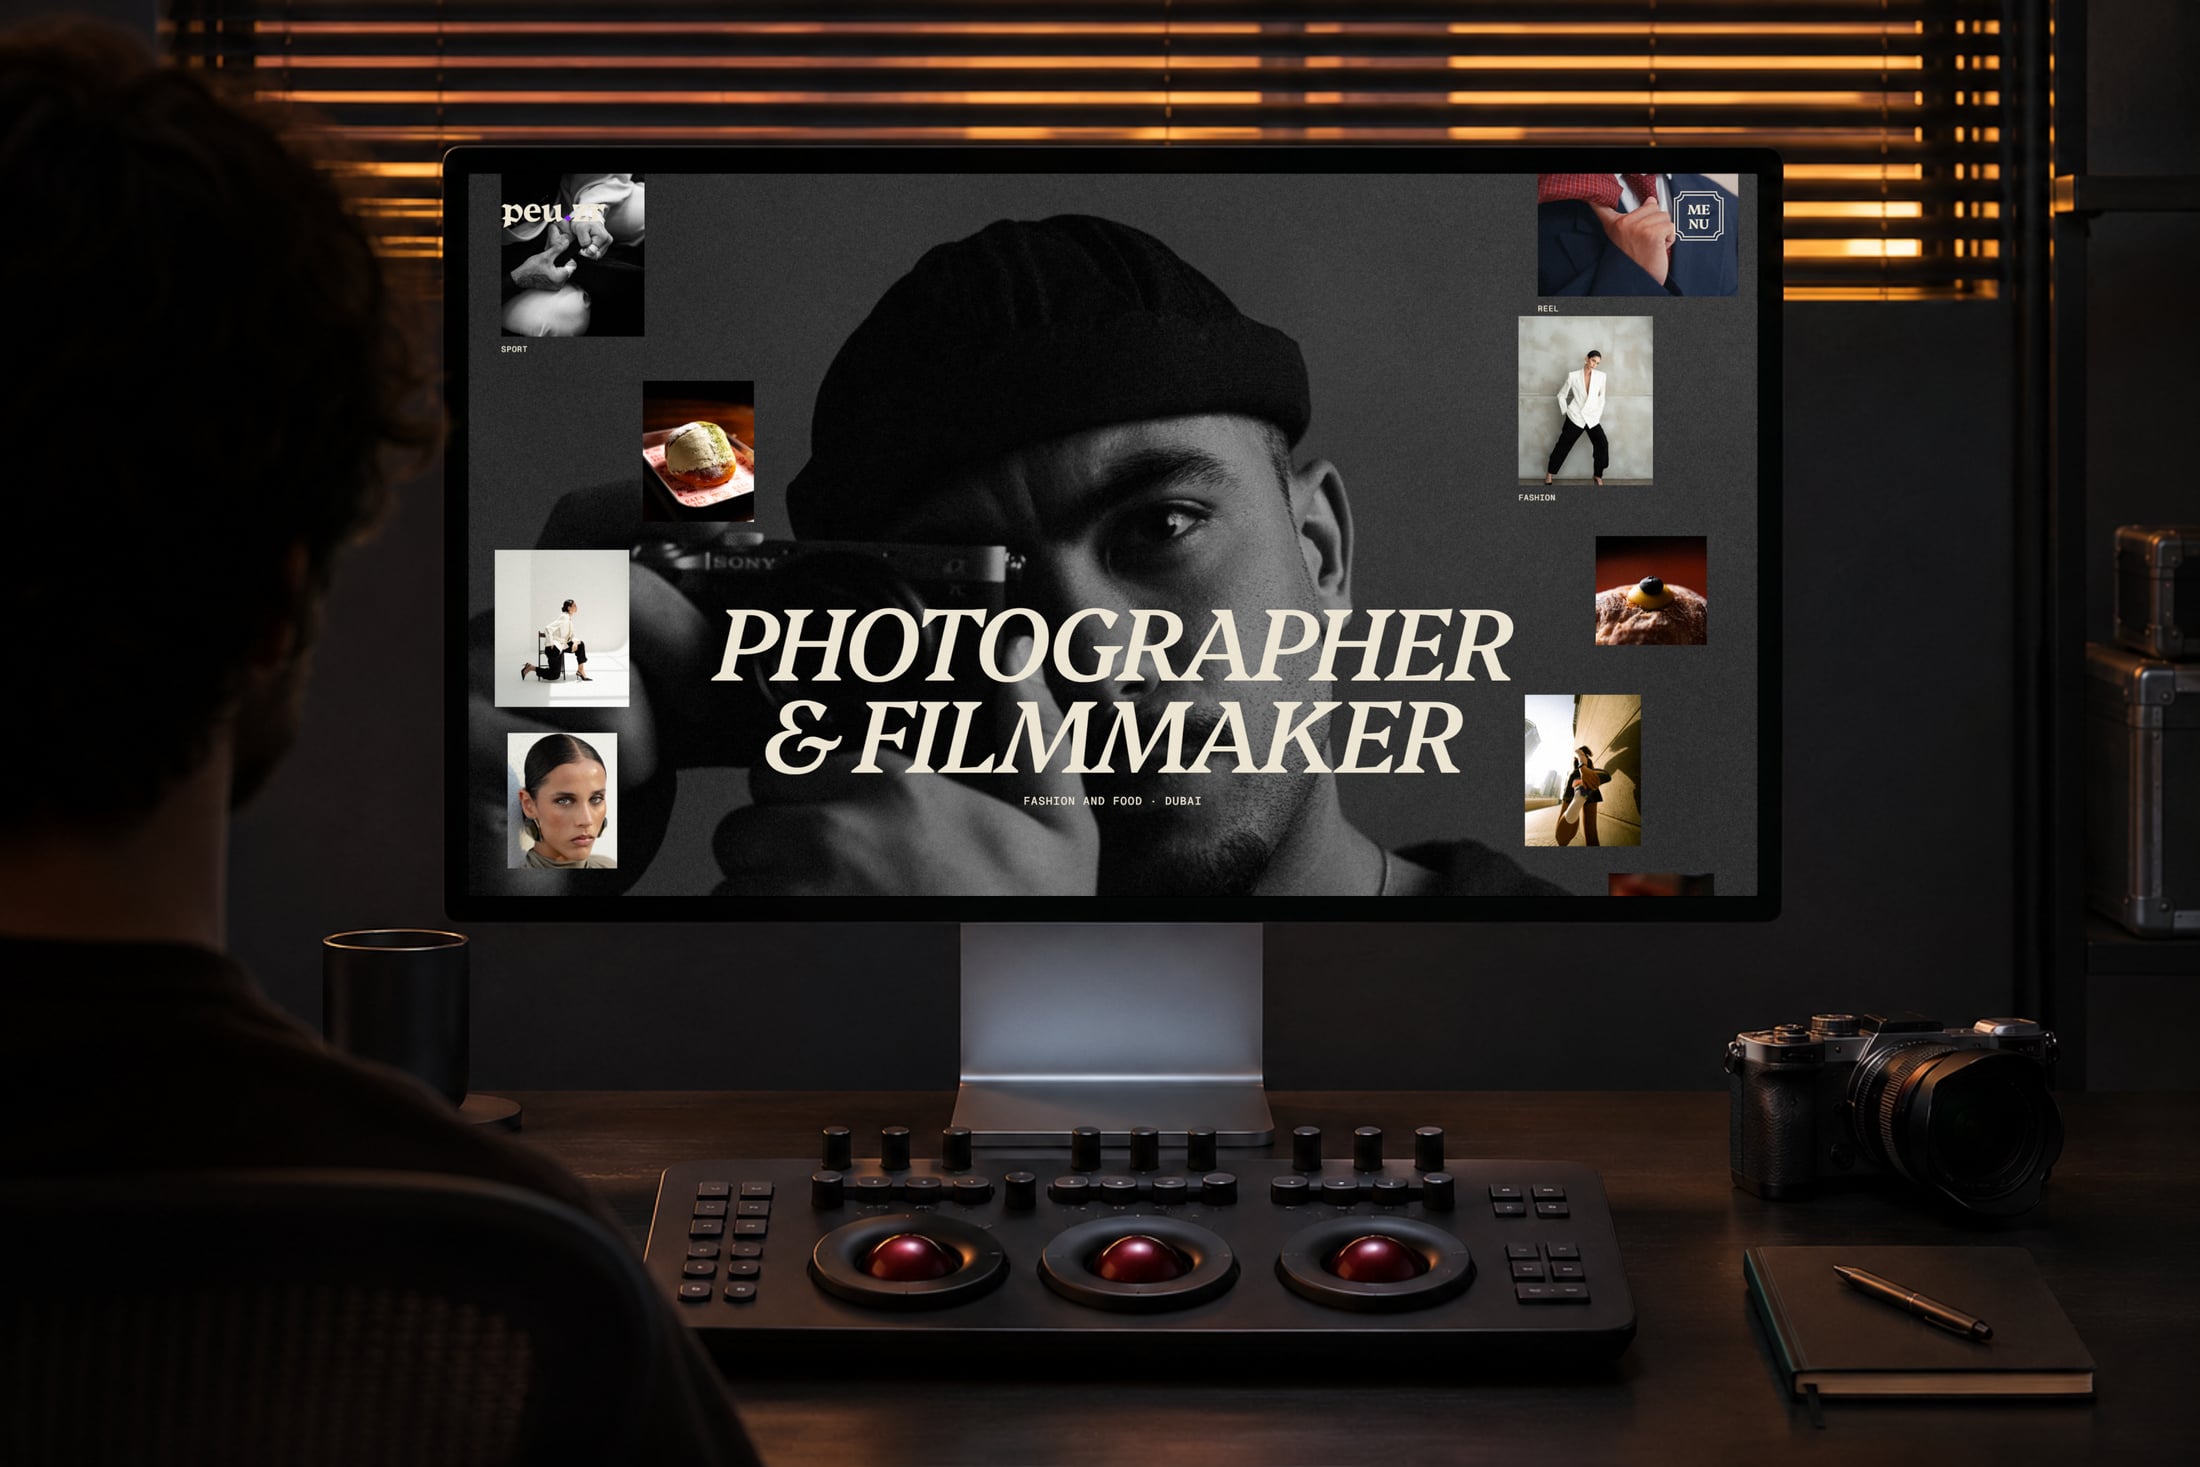 peu
ME
NU
REEL
SPORT
FASHION
SONY
α
PHOTOGRAPHER
& FILMMAKER
FASHION AND FOOD · DUBAI